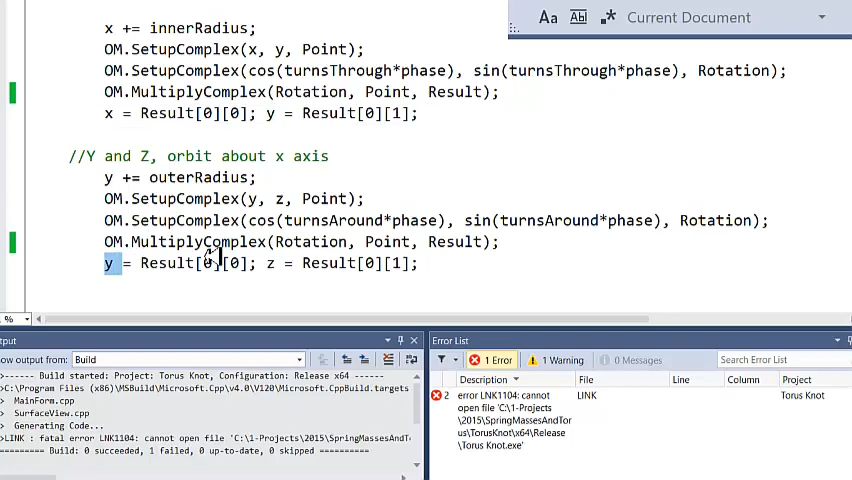 x += innerRadius;
Aa Abl .* Current Document
OM.SetupComplex(x, y, Point);
OM.SetupComplex(cos(turnsThrough*phase), sin(turnsThrough*phase), Rotation);
OM.MultiplyComplex(Rotation, Point, Result);
x = Result[0][0]; y = Result[0][1];
//Y and Z, orbit about x axis
y += outerRadius;
OM.SetupComplex(y, z, Point);
OM.SetupComplex(cos(turnsAround*phase), sin(turnsAround*phase), Rotation);
OM.MultiplyComplex(Rotation, Point, Result);
y = Result[0][0]; z = Result[0][1];
%
tput
how output from: Build
------ Build started: Project: Torus Knot, Configuration: Release x64 ------
C:\Program Files (x86)\MSBuild\Microsoft.Cpp\v4.0\V120\Microsoft.CppBuild.targets
MainForm.cpp
SurfaceView.cpp
Generating Code...
LINK : fatal error LNK1104: cannot open file 'C:\1-Projects\2015\SpringMassesAndTo
========== Build: 0 succeeded, 1 failed, 0 up-to-date, 0 skipped ==========
Error List
1 Error 1 Warning 0 Messages Search Error List
Description File Line Column Project
2 error LNK1104: cannot LINK Torus Knot
open file 'C:\1-Projects
\2015\SpringMassesAndTor
us\TorusKnot\x64\Release
\Torus Knot.exe'